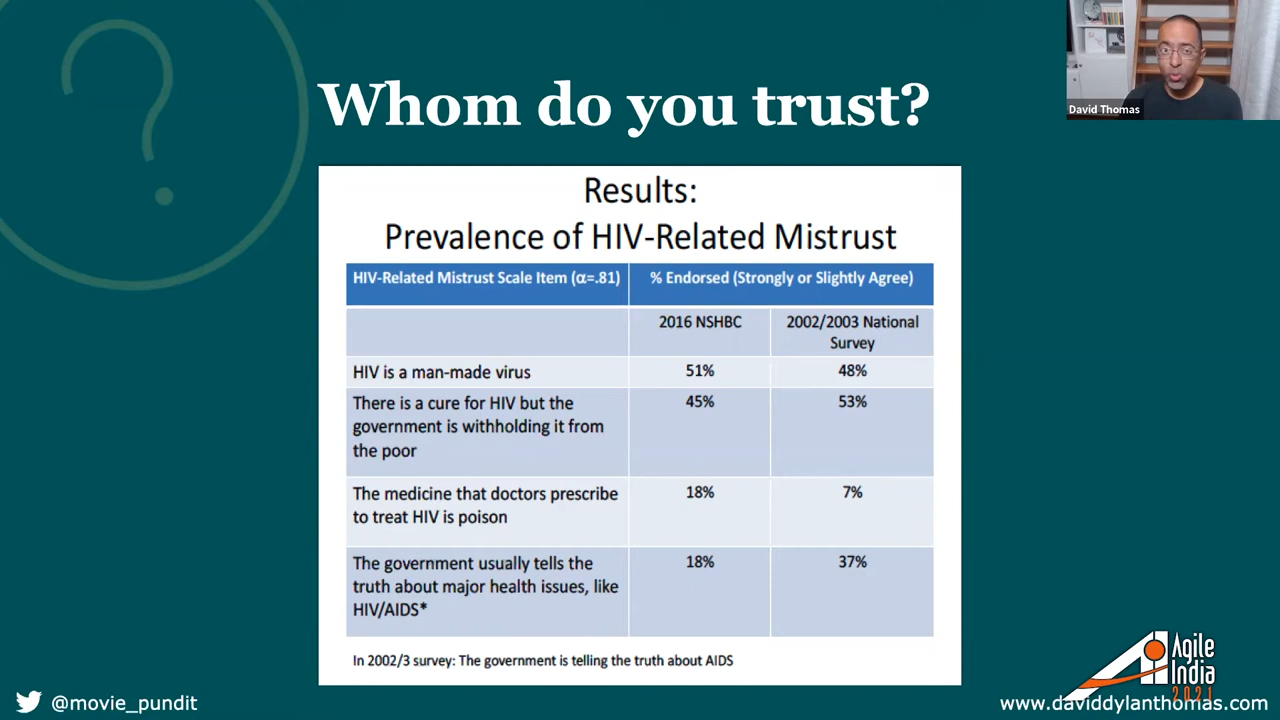 Whom do you trust?
David Thomas
Results:
Prevalence of HIV-Related Mistrust
HIV-Related Mistrust Scale Item (α=.81)
% Endorsed (Strongly or Slightly Agree)
2016 NSHBC
2002/2003 National
Survey
HIV is a man-made virus
51%
48%
There is a cure for HIV but the
government is withholding it from
the poor
45%
53%
The medicine that doctors prescribe
to treat HIV is poison
18%
7%
The government usually tells the
truth about major health issues, like
HIV/AIDS*
18%
37%
In 2002/3 survey: The government is telling the truth about AIDS
Agile
India
2021
@movie_pundit
www.daviddylanthomas.com